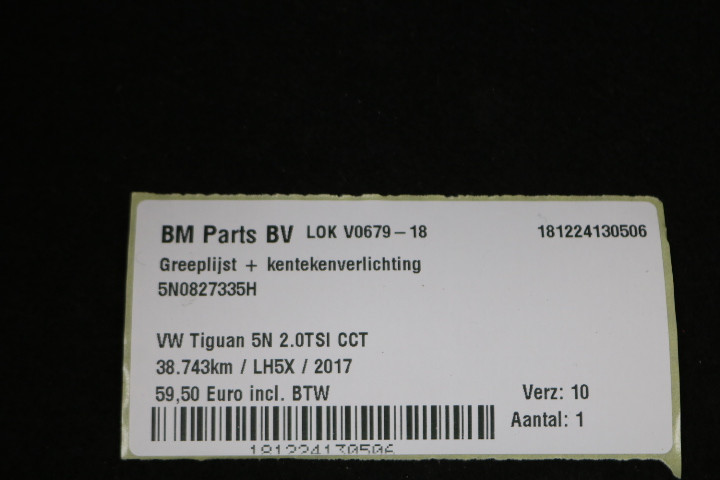 BM Parts BV LOK V0679-18 181224130506
Greeplijst + kentekenverlichting
5N0827335H
VW Tiguan 5N 2.0TSI CCT
38.743km / LH5X / 2017
59,50 Euro incl. BTW Verz: 10
Aantal: 1
181224130506